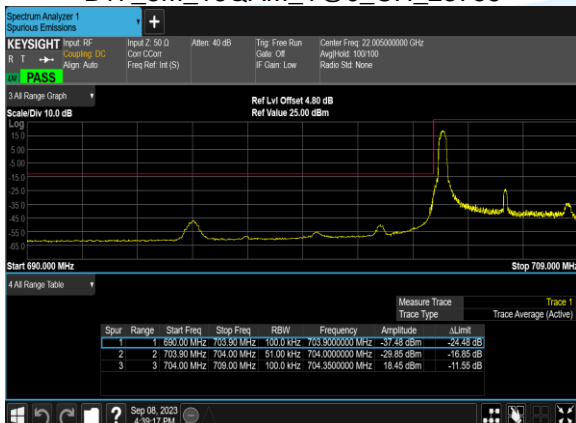 Spectrum Analyzer 1
Spurious Emissions
KEYSIGHT Input: RF Input Z: 50 Ω Atten: 40 dB Trig: Free Run Center Freq: 22.005000000 GHz
R T Coupling: DC Corr CCorr Gate: Off Avg|Hold: 100/100
Align: Auto Freq Ref: Int (S) IF Gain: Low Radio Std: None
PASS
3 All Range Graph
Ref Lvl Offset 4.80 dB
Scale/Div 10.0 dB Ref Value 25.00 dBm
Log
15.0
5.00
-5.00
-15.0
-25.0
-35.0
-45.0
-55.0
-65.0
Start 690.000 MHz Stop 709.000 MHz
4 All Range Table
Measure Trace Trace 1
Trace Type Trace Average (Active)
Spur Range Start Freq Stop Freq RBW Frequency Amplitude ΔLimit
1 1 690.00 MHz 703.90 MHz 100.0 kHz 703.9000000 MHz -37.48 dBm -24.48 dB
2 2 703.90 MHz 704.00 MHz 51.00 kHz 704.0000000 MHz -29.85 dBm -16.85 dB
3 3 704.00 MHz 709.00 MHz 100.0 kHz 704.3500000 MHz 18.45 dBm -11.55 dB
Sep 08, 2023
4:39:17 PM